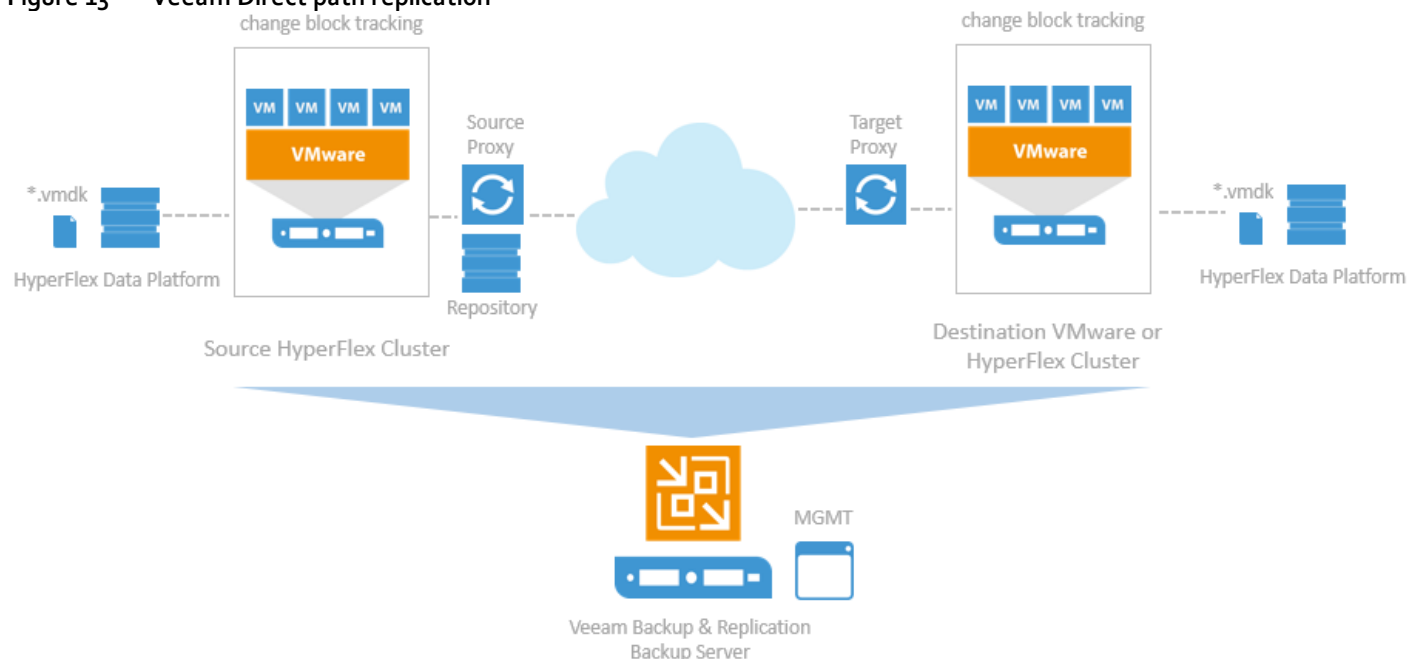 Figure 13 Veeam Direct path replication
change block tracking
change block tracking
VM VM VM VM
VMware
Source
Proxy
Target
Proxy
VM VM VM VM
VMware
*.vmdk
HyperFlex Data Platform
*.vmdk
HyperFlex Data Platform
Repository
Source HyperFlex Cluster
Destination VMware or
HyperFlex Cluster
MGMT
Veeam Backup & Replication
Backup Server